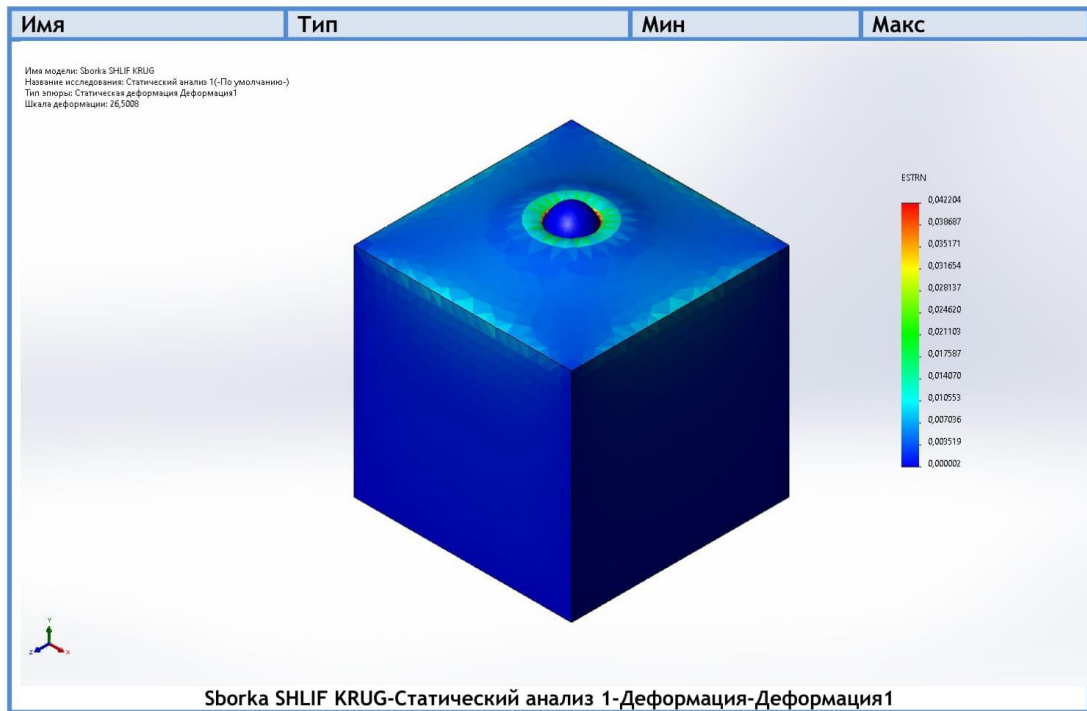 Имя Тип Мин Макс
Имя модели: Sborka SHLIF KRUG
Название исследования: Статический анализ 1(-По умолчанию-)
Тип эпюры: Статическая деформация Деформация1
Шкала деформации: 26,5008
ESTRN
0,042204
0,038687
0,035171
0,031654
0,028137
0,024620
0,021103
0,017587
0,014070
0,010553
0,007036
0,003519
0,000002
Y
Z X
Sborka SHLIF KRUG-Статический анализ 1-Деформация-Деформация1